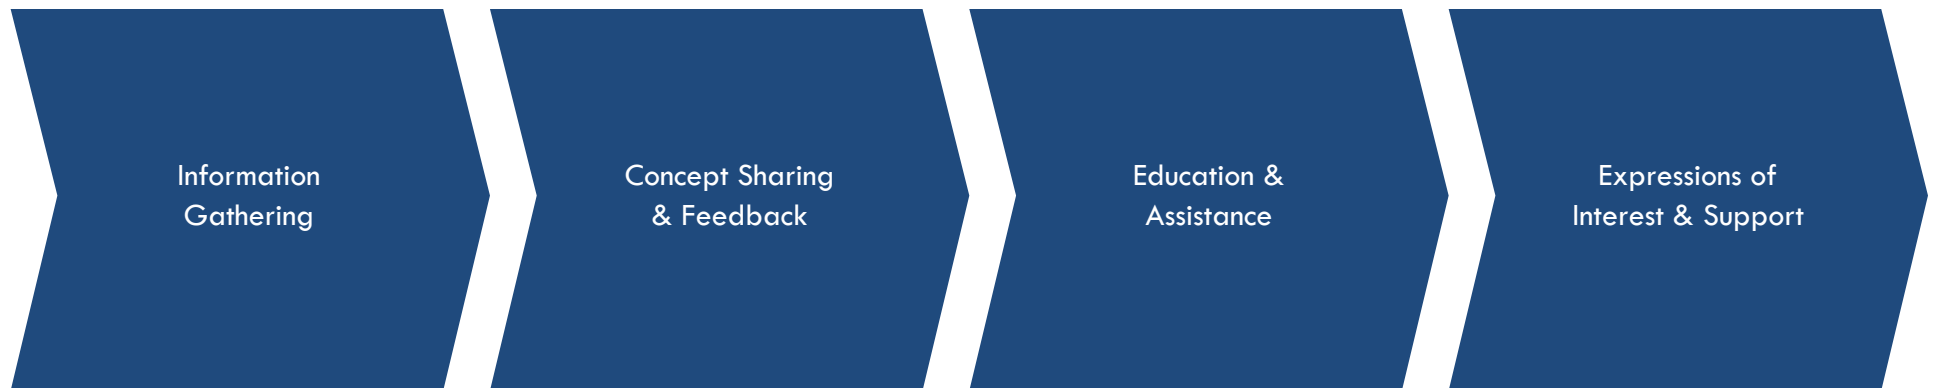 Information
Gathering
Concept Sharing
& Feedback
Education &
Assistance
Expressions of
Interest & Support